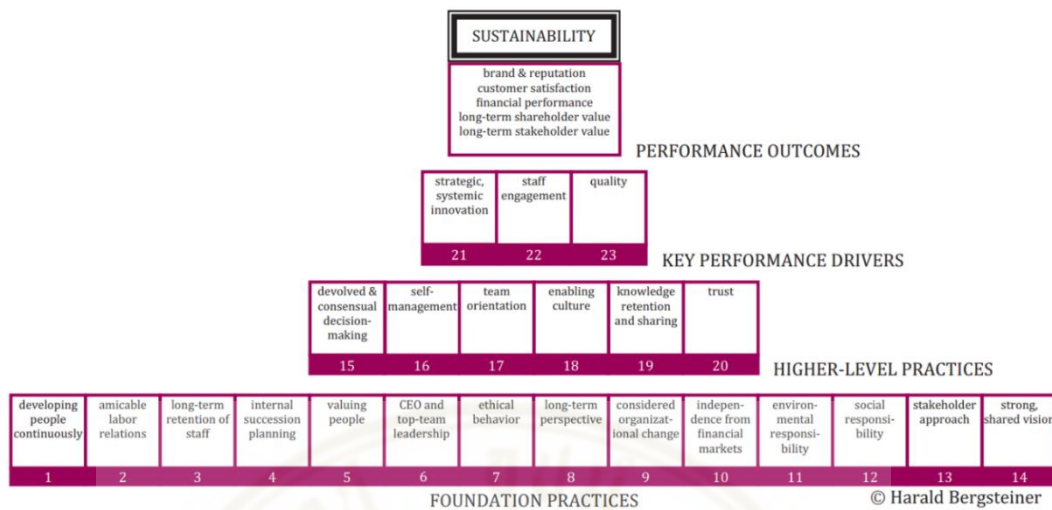 SUSTAINABILITY
brand & reputation
customer satisfaction
financial performance
long-term shareholder value
long-term stakeholder value
PERFORMANCE OUTCOMES
strategic,
systemic
innovation
staff
engagement
quality
21
22
23
KEY PERFORMANCE DRIVERS
devolved &
consensual
decision-
making
self-
management
team
orientation
enabling
culture
knowledge
retention
and sharing
trust
15
16
17
18
19
20
HIGHER-LEVEL PRACTICES
developing
people
continuously
amicable
labor
relations
long-term
retention of
staff
internal
succession
planning
valuing
people
CEO and
top-team
leadership
ethical
behavior
long-term
perspective
considered
organizat-
ional change
indepen-
dence from
financial
markets
environ-
mental
responsi-
bility
social
responsi-
bility
stakeholder
approach
strong,
shared vision
1
2
3
4
5
6
7
8
9
10
11
12
13
14
FOUNDATION PRACTICES
© Harald Bergsteiner